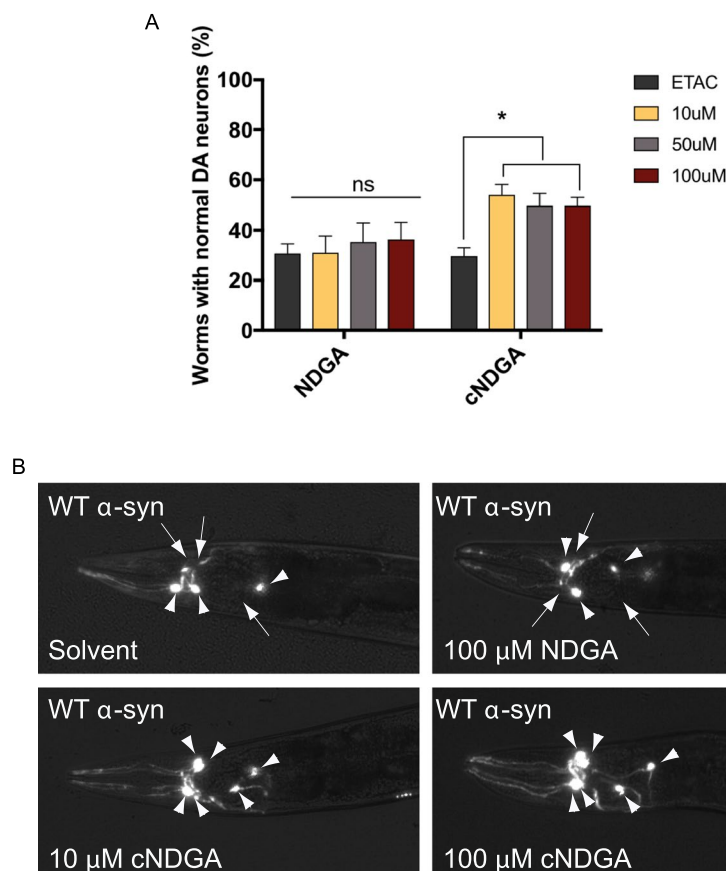 A
Worms with normal DA neurons (%)
100
80
60
40
20
0
ns
*
NDGA
cNDGA
ETAC
10uM
50uM
100uM
B
WT α-syn
Solvent
WT α-syn
100 µM NDGA
WT α-syn
10 µM cNDGA
WT α-syn
100 µM cNDGA